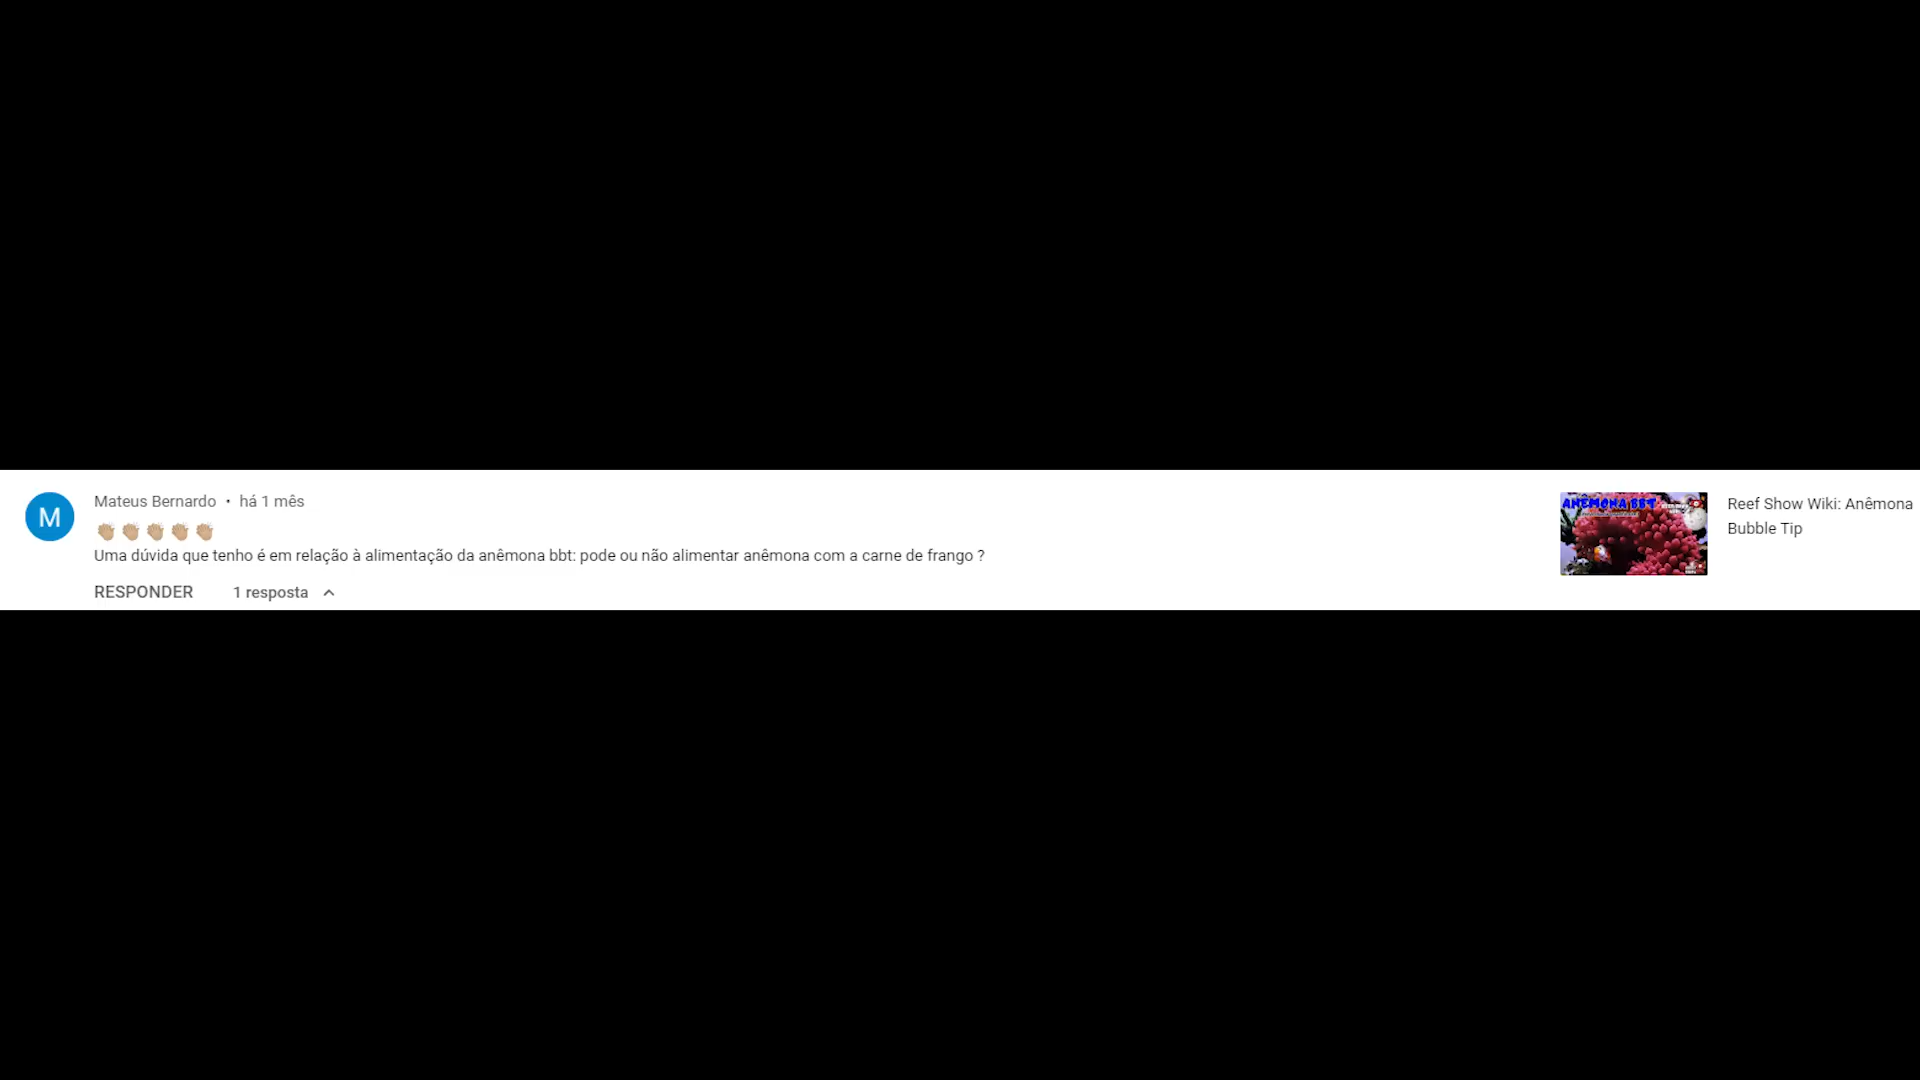 Mateus Bernardo • há 1 mês
👏🏼👏🏼👏🏼👏🏼👏🏼
Uma dúvida que tenho é em relação à alimentação da anêmona bbt: pode ou não alimentar anêmona com a carne de frango ?
RESPONDER 1 resposta
M
ANÊMONA BBT
Reef Show Wiki: Anêmona
Bubble Tip